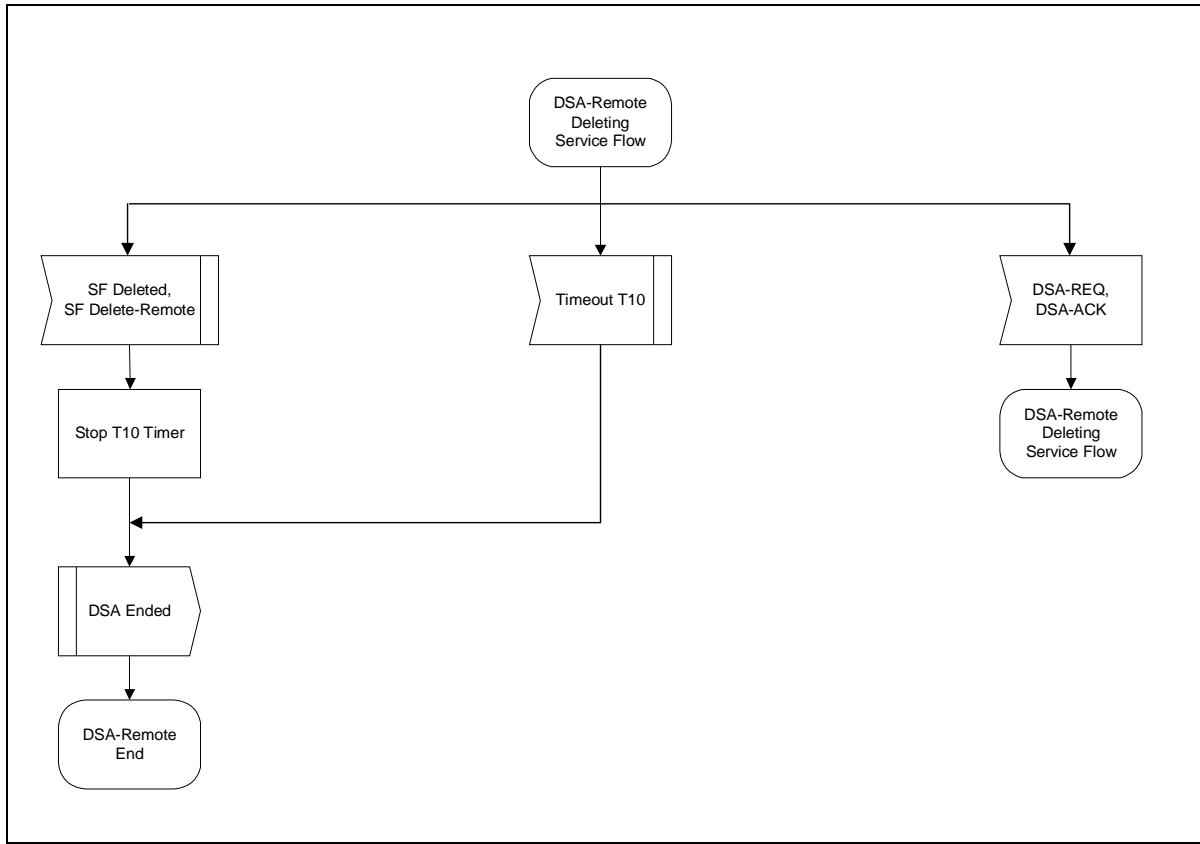 DSA-Remote
Deleting
Service Flow
SF Deleted,
SF Delete-Remote
Timeout T10
DSA-REQ,
DSA-ACK
Stop T10 Timer
DSA-Remote
Deleting
Service Flow
DSA Ended
DSA-Remote
End